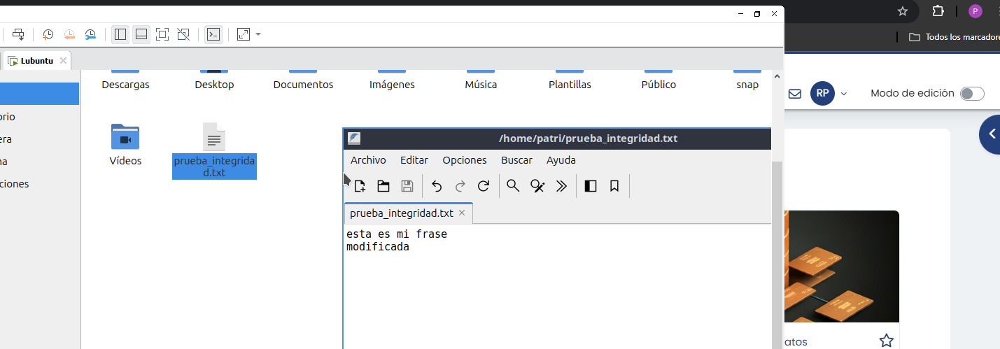 P
Todos los marcadore
Lubuntu
Descargas
Desktop
Documentos
Imágenes
Música
Plantillas
Público
snap
RP
Modo de edición
orio
era
na
ciones
Vídeos
prueba_integrida
d.txt
/home/patri/prueba_integridad.txt
Archivo
Editar
Opciones
Buscar
Ayuda
prueba_integridad.txt
esta es mi frase
modificada
atos